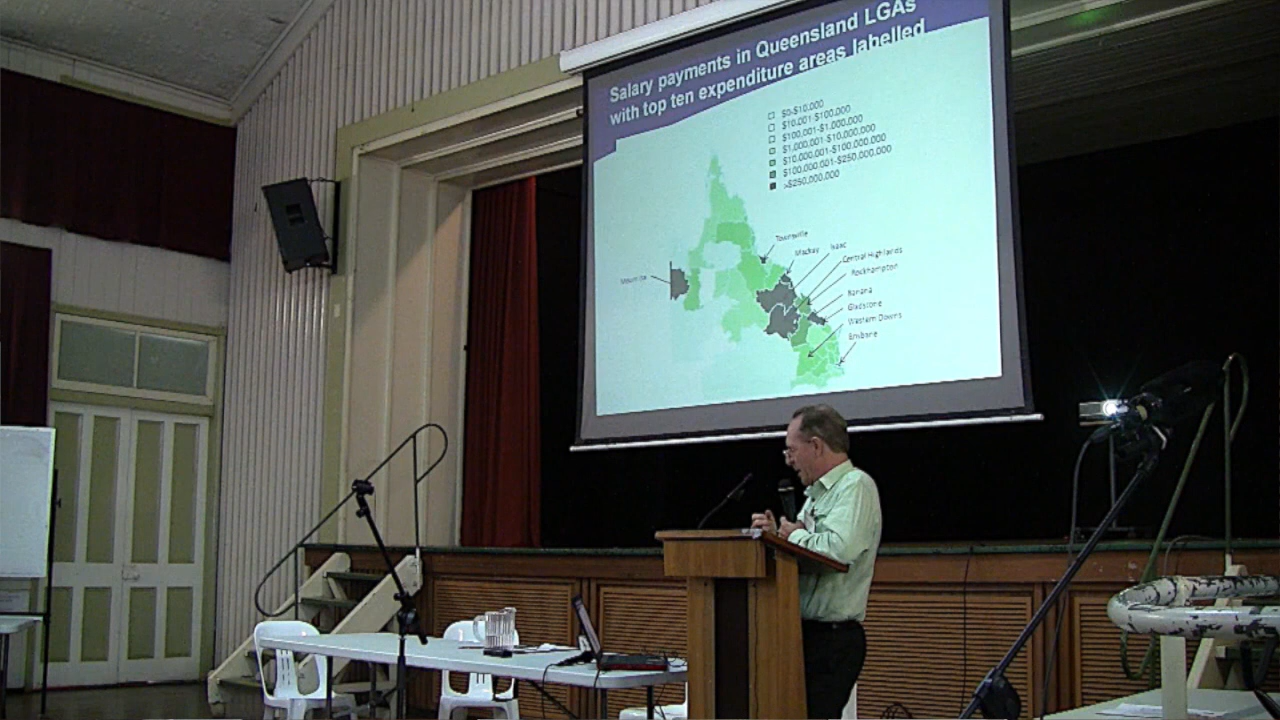 Salary payments in Queensland LGAs
with top ten expenditure areas labelled
$0-$10,000
$10,001-$100,000
$100,001-$1,000,000
$1,000,001-$10,000,000
$10,000,001-$100,000,000
$100,000,001-$250,000,000
>$250,000,000
Townsville
Mackay
Isaac
Central Highlands
Rockhampton
Mount Isa
Banana
Gladstone
Western Downs
Brisbane